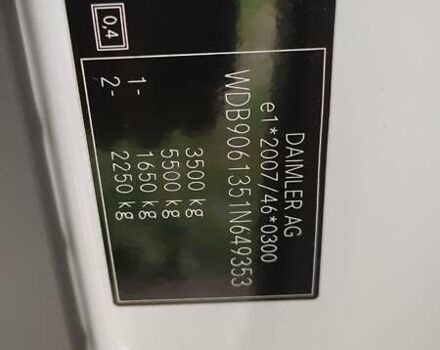 DAIMLER AG
e1*2007/46*0300
WDB9061351N649353
3500 kg
5500 kg
1- 1650 kg
2- 2250 kg
0,4